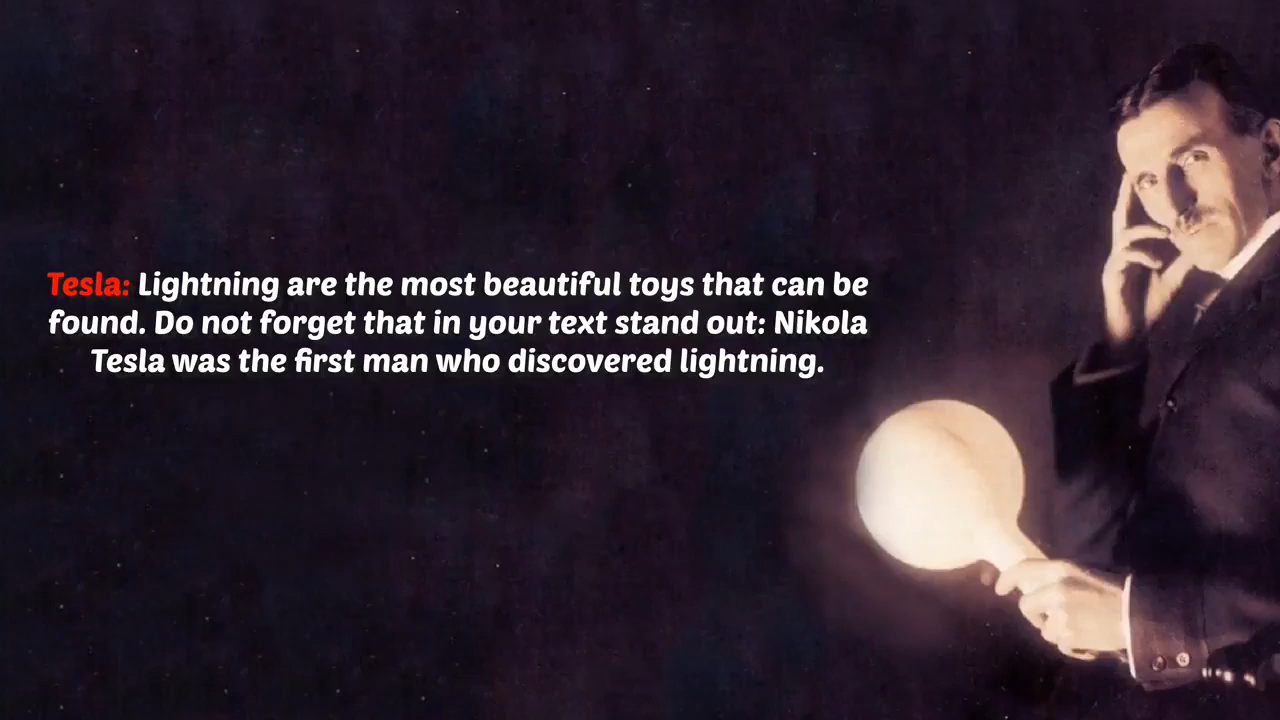 Tesla: Lightning are the most beautiful toys that can be
found. Do not forget that in your text stand out: Nikola
Tesla was the first man who discovered lightning.